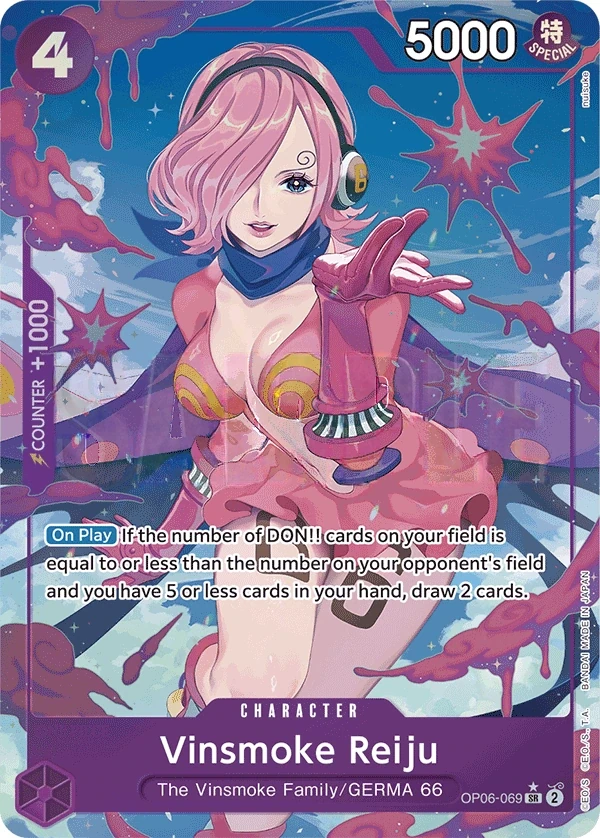 4
5000
特
SPECIAL
nutsuke
COUNTER +1000
SAMPLE
On Play If the number of DON!! cards on your field is
equal to or less than the number on your opponent's field
and you have 5 or less cards in your hand, draw 2 cards.
66
©E.O/S. ©E.O./S., T.A. BANDAI MADE IN JAPAN
CHARACTER
Vinsmoke Reiju
The Vinsmoke Family/GERMA 66
OP06-069 SR 2